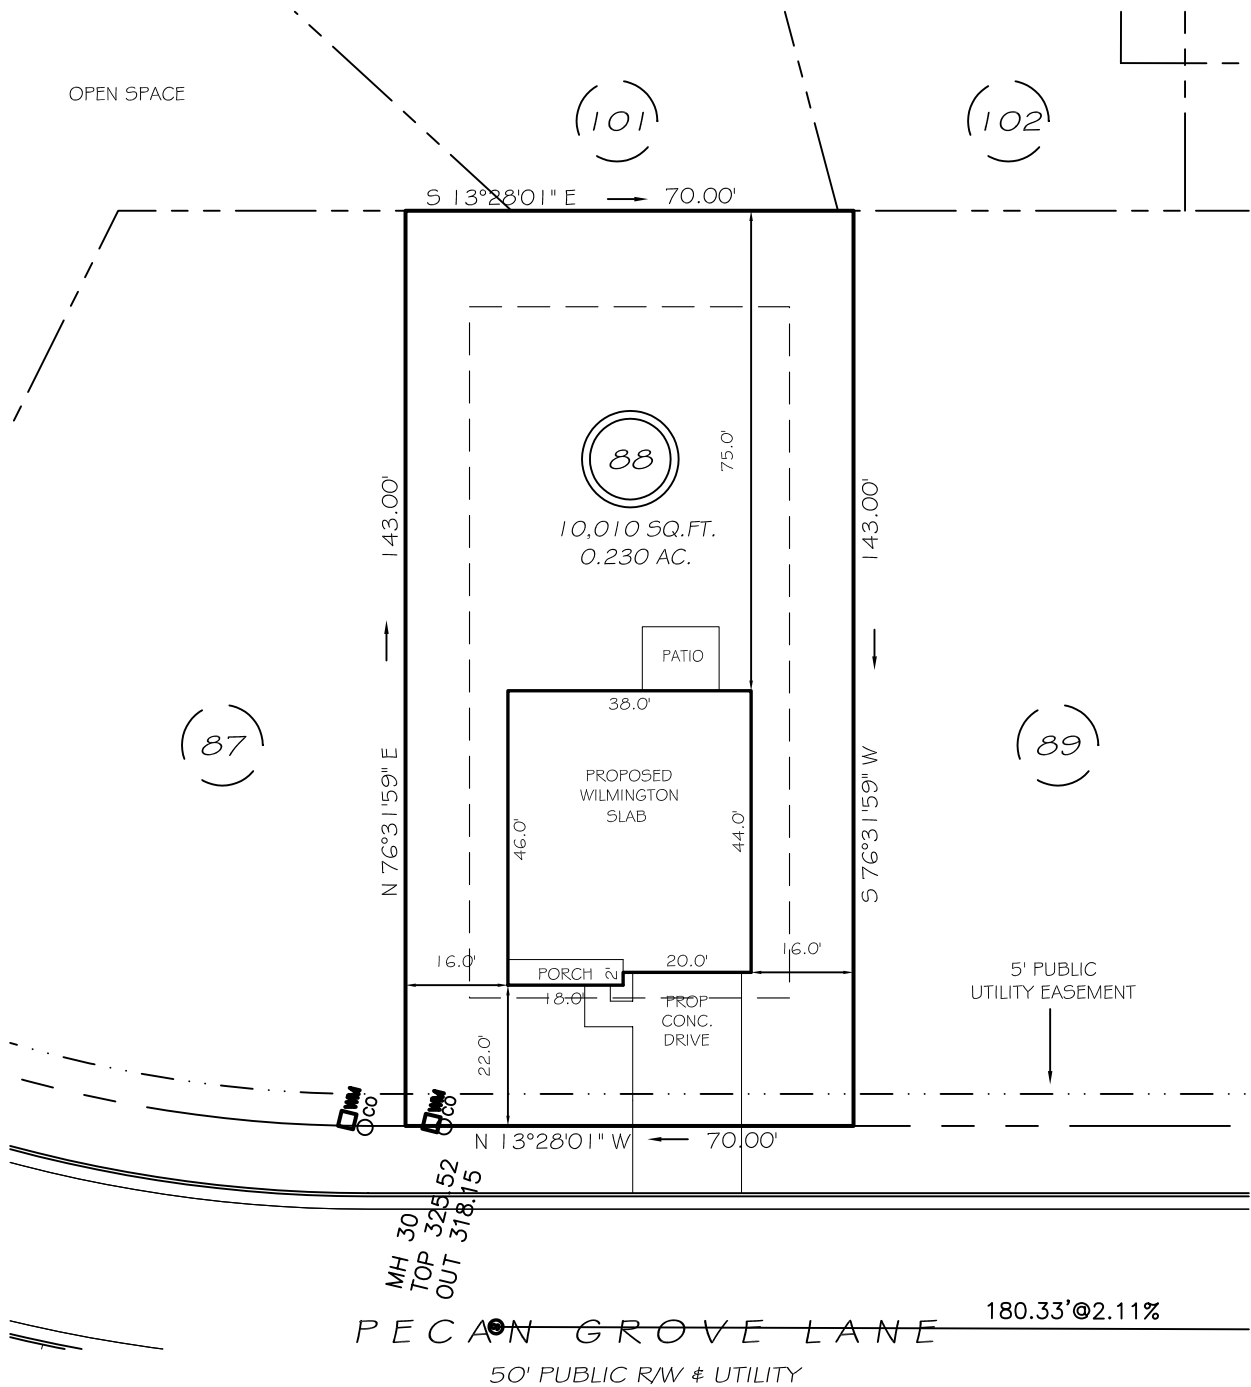 OPEN SPACE
101
102
S 13°28'01" E
70.00'
75.0'
88
10,010 SQ.FT.
0.230 AC.
143.00'
143.00'
PATIO
38.0'
87
89
N 76°31'59" E
S 76°31'59" W
PROPOSED
WILMINGTON
SLAB
46.0'
44.0'
16.0'
PORCH
2'
20.0'
16.0'
18.0'
PROP
CONC.
DRIVE
5' PUBLIC
UTILITY EASEMENT
22.0'
WM
CO
WM
CO
N 13°28'01" W
70.00'
MH 30
TOP 325.52
OUT 318.15
180.33'@2.11%
PECAN GROVE LANE
50' PUBLIC R/W & UTILITY